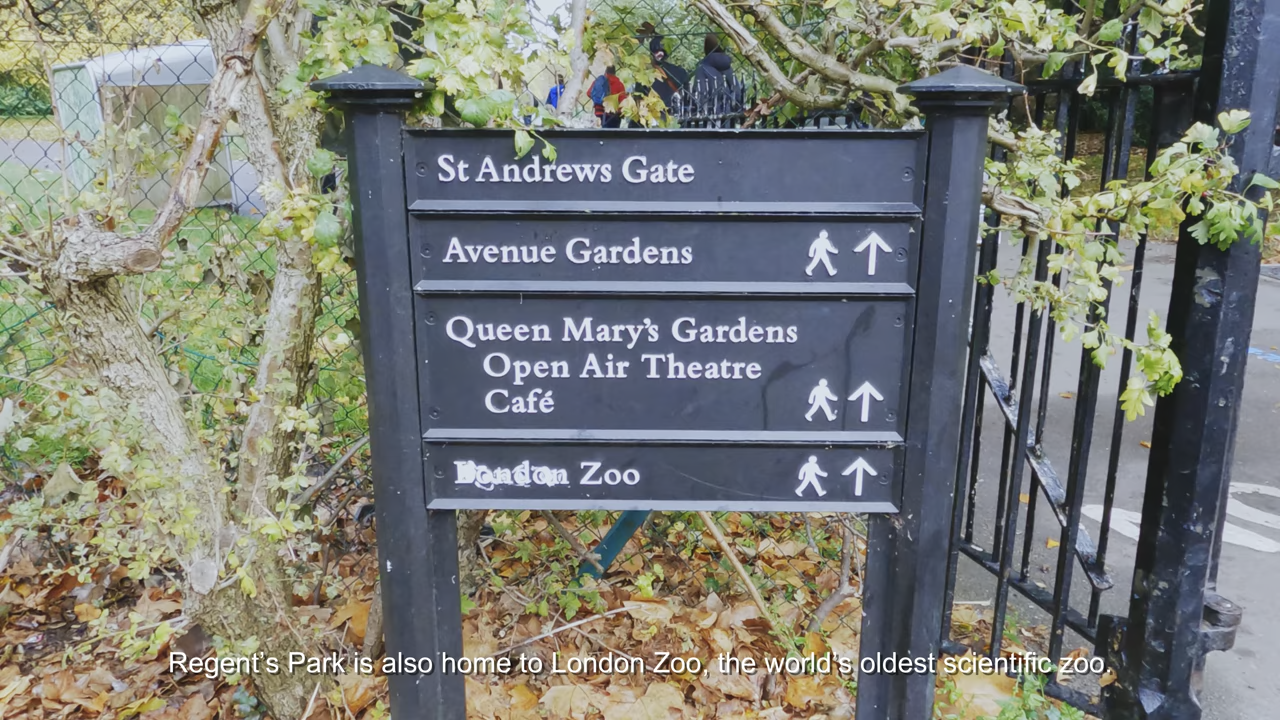 St Andrews Gate
Avenue Gardens
Queen Mary's Gardens
Open Air Theatre
Café
London Zoo
Regent's Park is also home to London Zoo, the world's oldest scientific zoo.